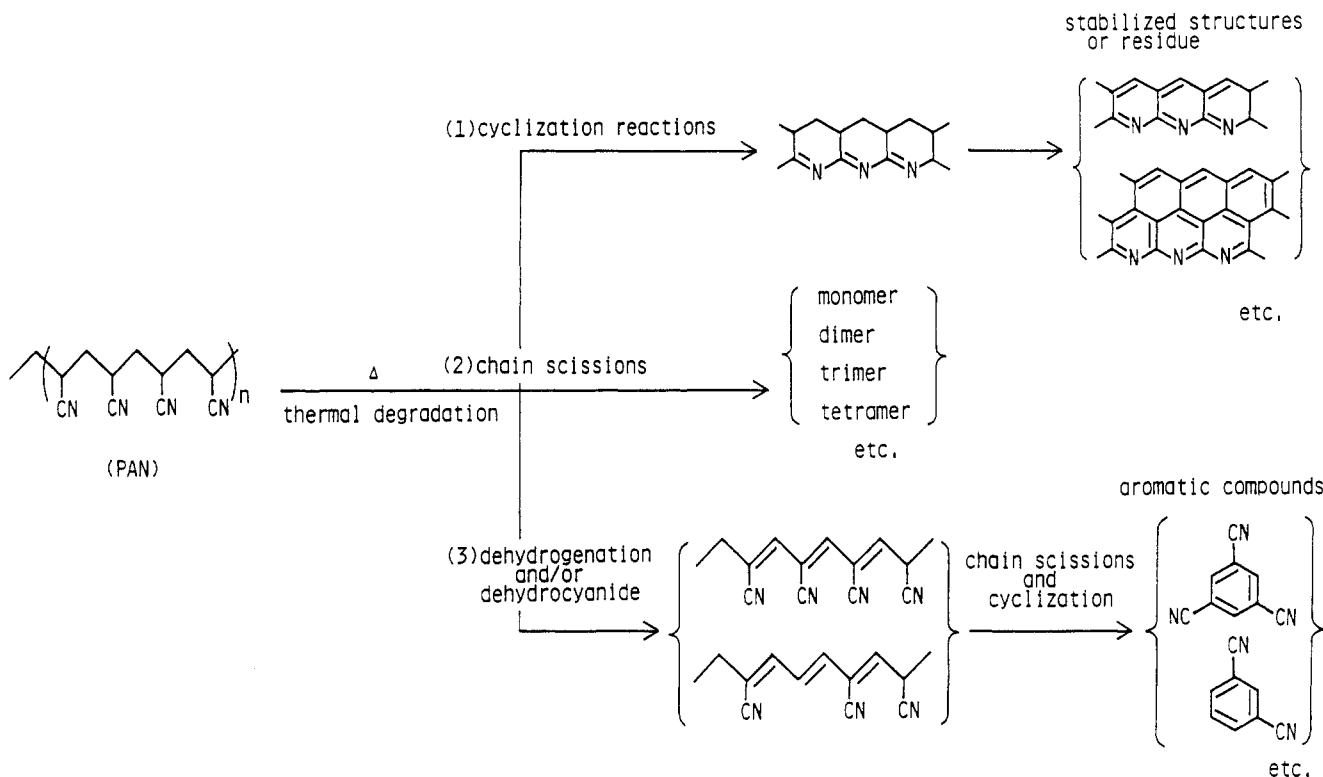 stabilized structures
or residue
(1)cyclization reactions
N N N
N N N
N N N
etc.
CN CN CN CN
n
(PAN)
Δ
thermal degradation
(2)chain scissions
monomer
dimer
trimer
tetramer
etc.
(3)dehydrogenation
and/or
dehydrocyanide
CN CN CN CN
CN CN CN
chain scissions
and
cyclization
aromatic compounds
CN
NC CN
CN
CN
etc.